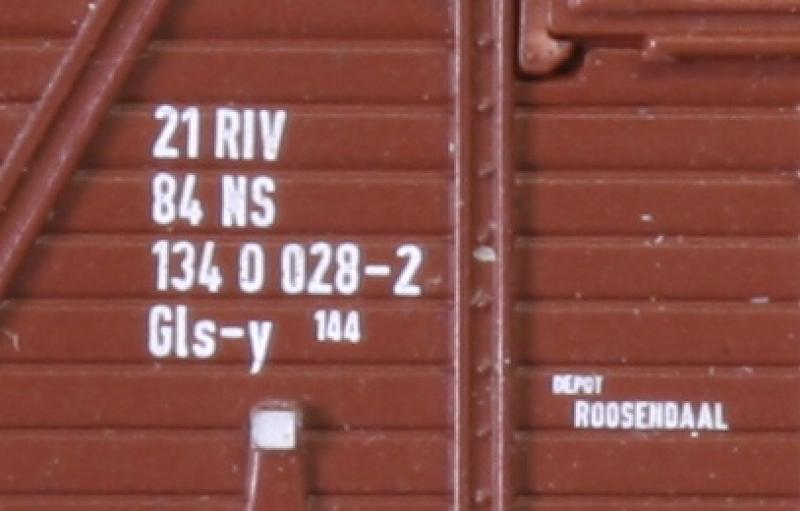 21 RIV
84 NS
134 0 028-2
Gls-y 144
DEPOT
ROOSENDAAL